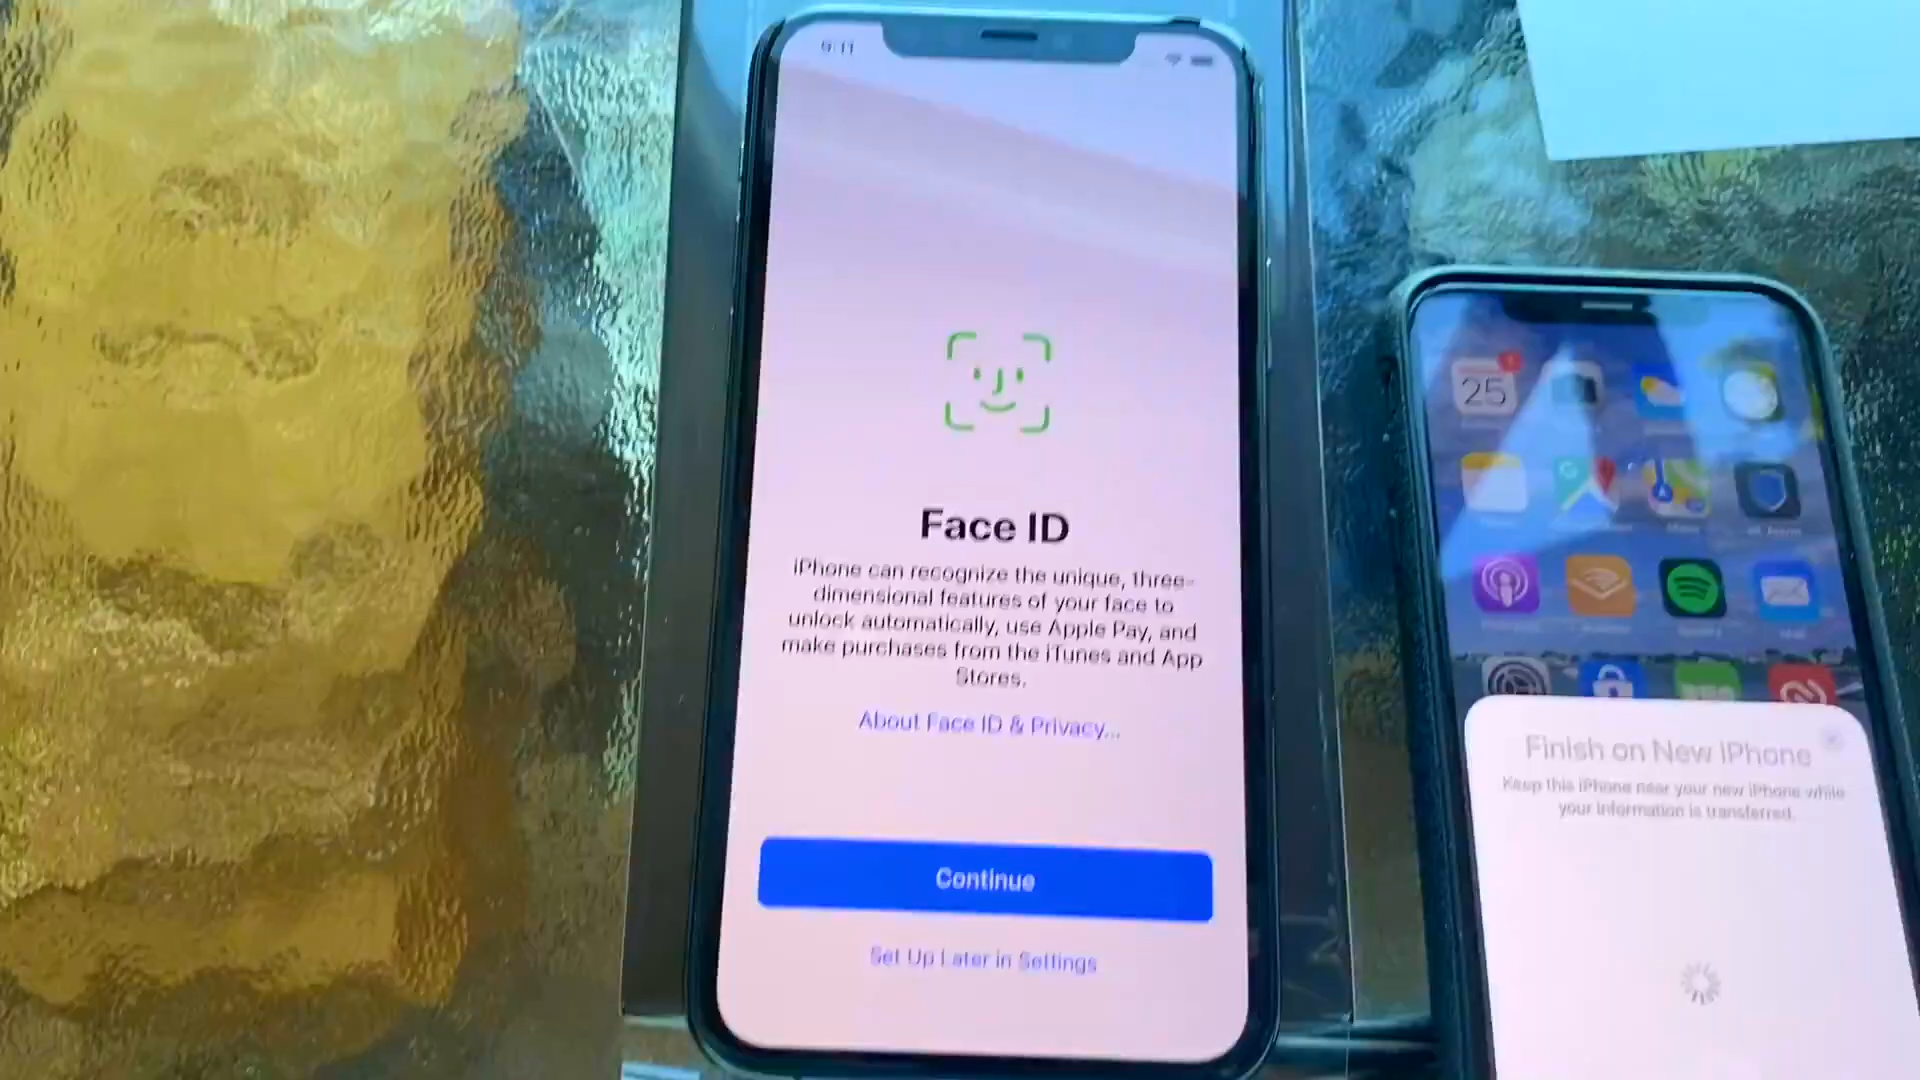 9:11
Face ID
iPhone can recognize the unique, three-
dimensional features of your face to
unlock automatically, use Apple Pay, and
make purchases from the iTunes and App
Stores.
About Face ID & Privacy...
Continue
Set Up Later in Settings
25
Finish on New iPhone
Keep this iPhone near your new iPhone while
your information is transferred.